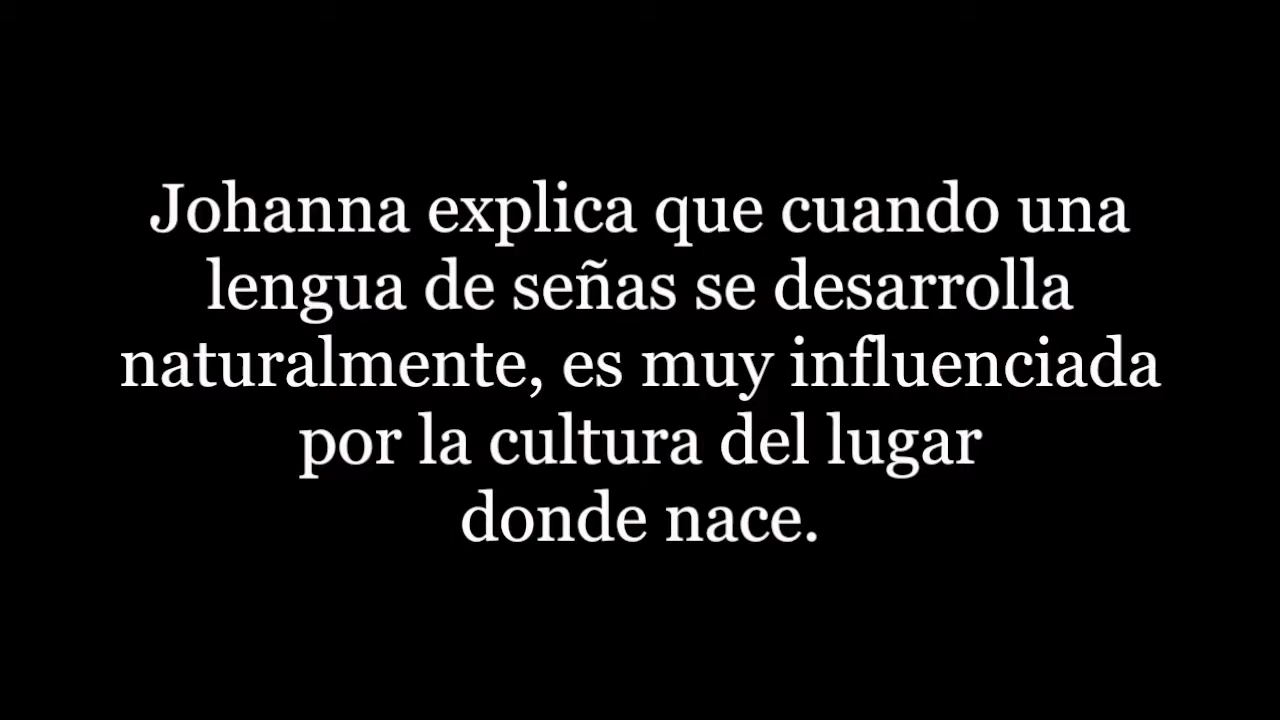 Johanna explica que cuando una
lengua de señas se desarrolla
naturalmente, es muy influenciada
por la cultura del lugar
donde nace.